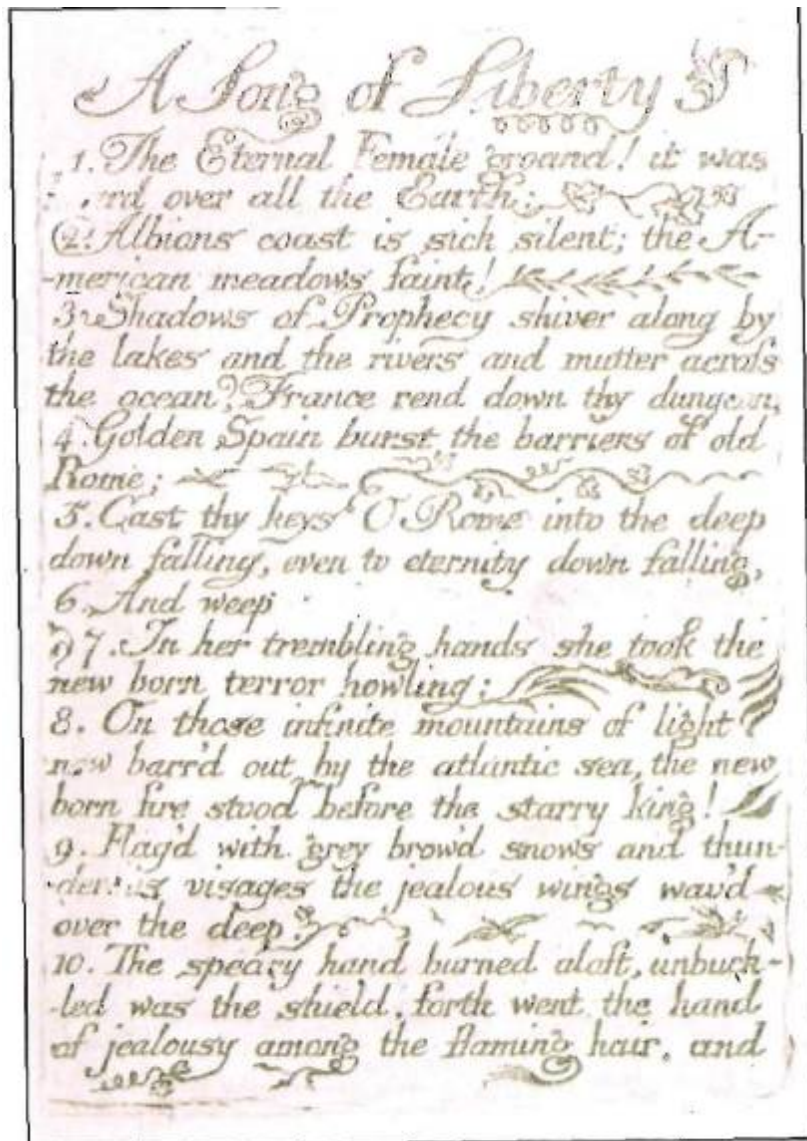 A Song of Liberty
1. The Eternal Female groand! it was
over all the Earth:
2. Albions coast is sick silent; the A-
-merican meadows faint!
3. Shadows of Prophecy shiver along by
the lakes and the rivers and mutter across
the ocean? France rend down thy dungeon,
4. Golden Spain burst the barriers of old
Rome;
5. Cast thy keys O Rome into the deep
down falling, even to eternity down falling,
6. And weep
7. In her trembling hands she took the
new born terror howling;
8. On those infinite mountains of light
now barr'd out by the atlantic sea, the new
born fire stood before the starry king!
9. Flag'd with grey brow'd snows and thun-
visages the jealous wings wav'd
over the deep
10. The speary hand burned aloft, unbuck-
-led was the shield, forth went the hand
of jealousy among the flaming hair, and